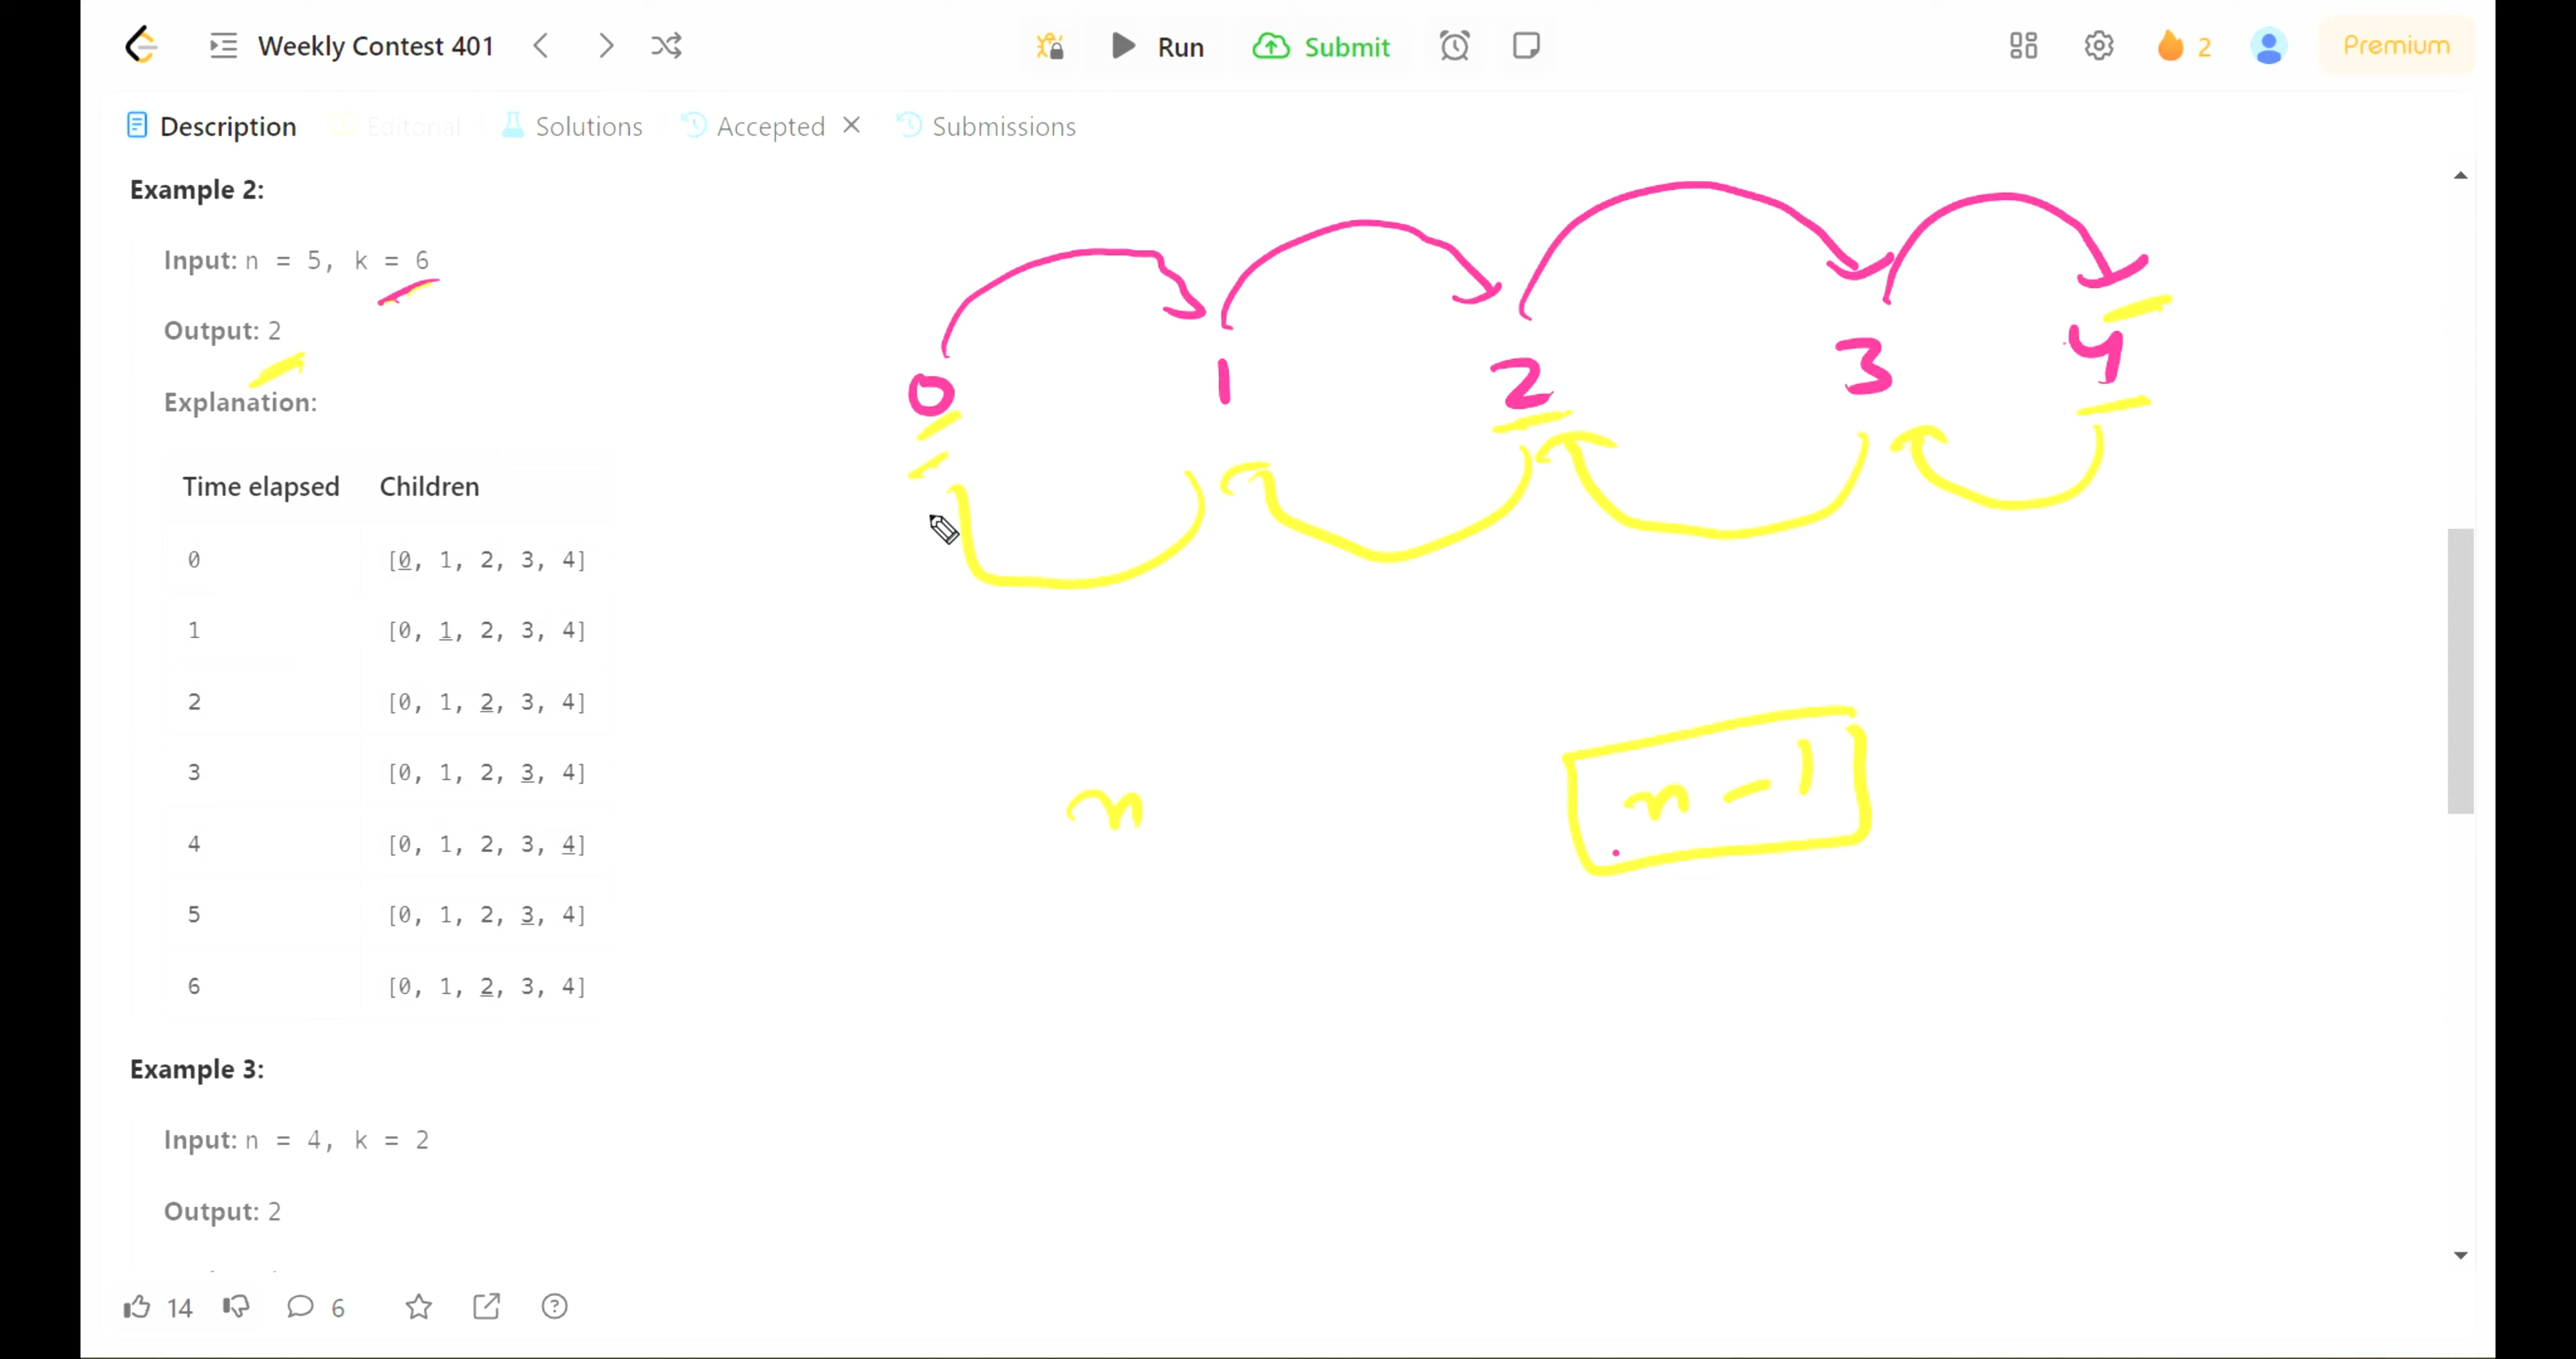 Weekly Contest 401
Run
Submit
2
Premium
Description
Editorial
Solutions
Accepted
Submissions
Example 2:
Input: n = 5, k = 6
Output: 2
Explanation:
Time elapsed Children
0 [0, 1, 2, 3, 4]
1 [0, 1, 2, 3, 4]
2 [0, 1, 2, 3, 4]
3 [0, 1, 2, 3, 4]
4 [0, 1, 2, 3, 4]
5 [0, 1, 2, 3, 4]
6 [0, 1, 2, 3, 4]
Example 3:
Input: n = 4, k = 2
Output: 2
14
6
0 1 2 3 4
n
n - 1